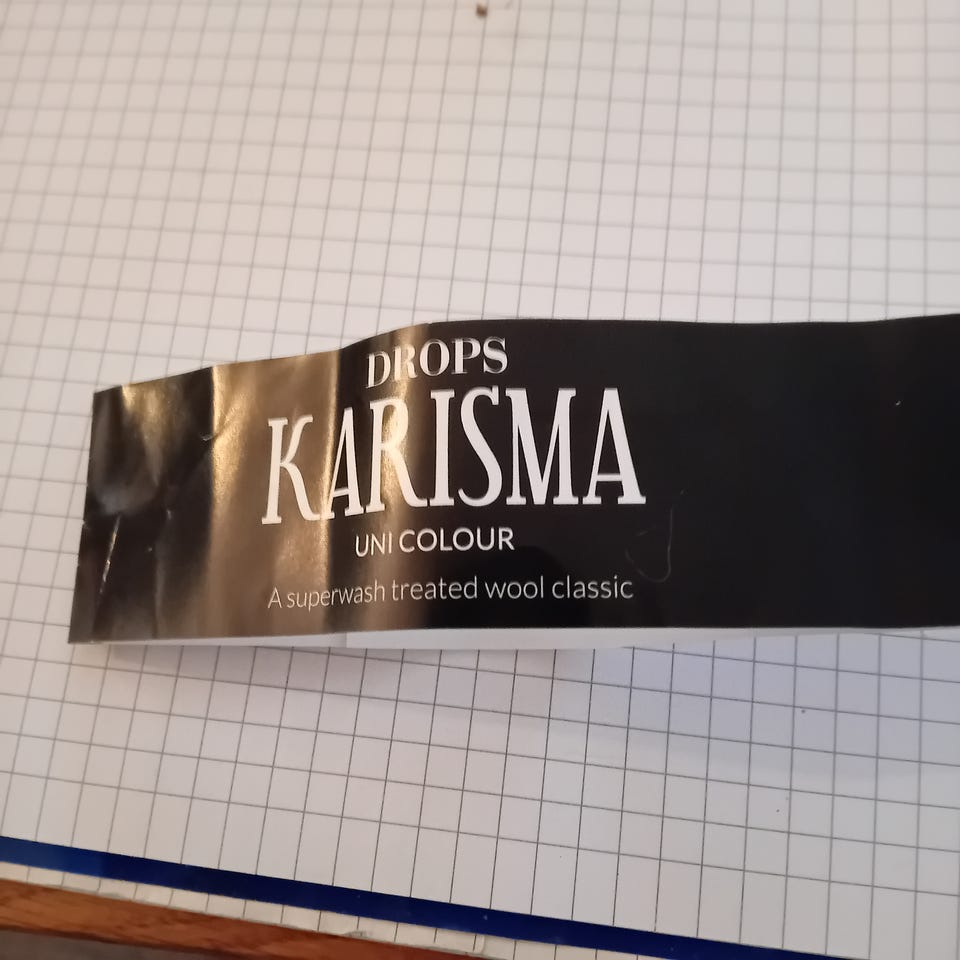 DROPS
KARISMA
UNI COLOUR
A superwash treated wool classic